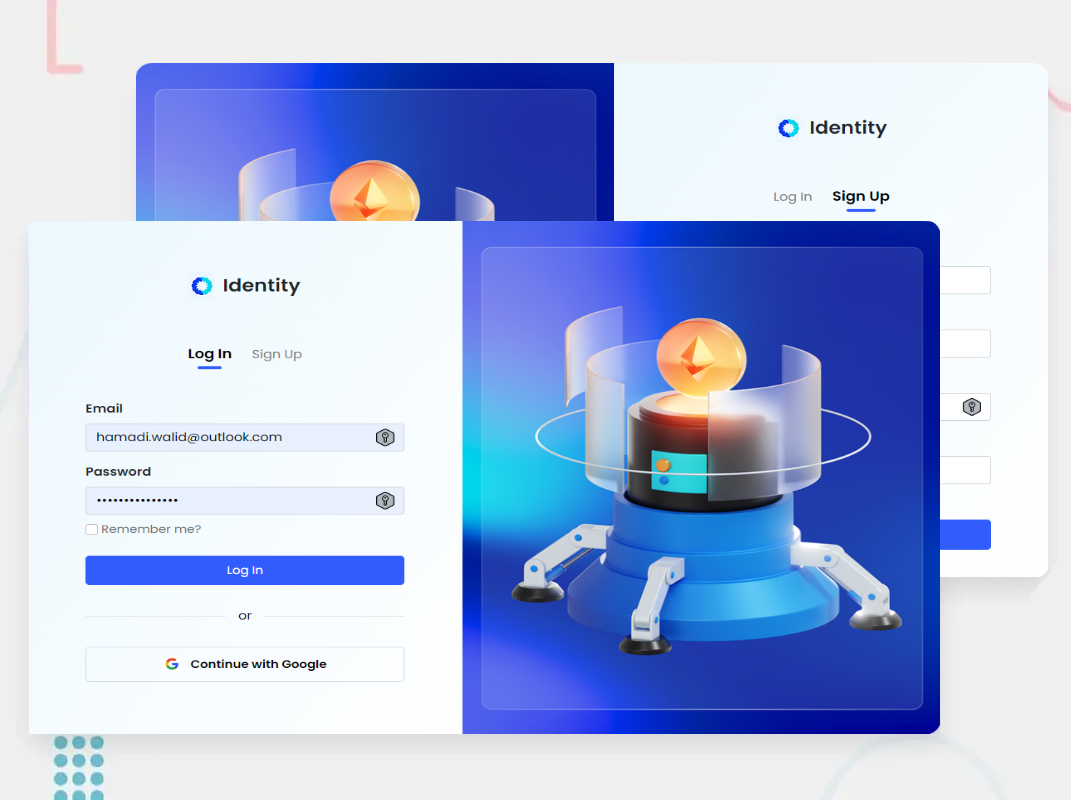 Identity
Log In Sign Up
Identity
Log In Sign Up
Email
hamadi.walid@outlook.com
Password
•••••••••••••••
Remember me?
Log In
or
Continue with Google